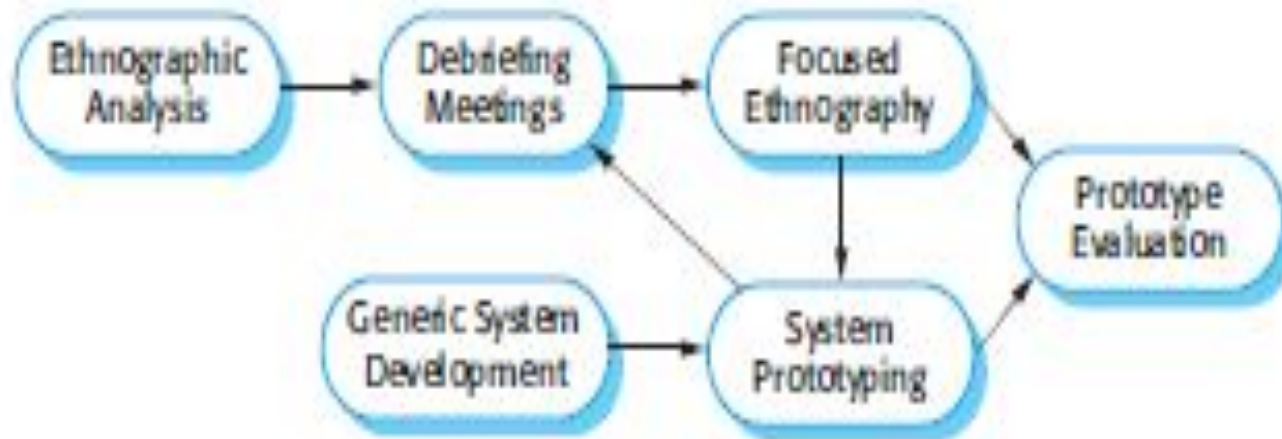 Ethnographic
Analysis
Debriefing
Meetings
Focused
Ethnography
Prototype
Evaluation
Generic System
Development
System
Prototyping